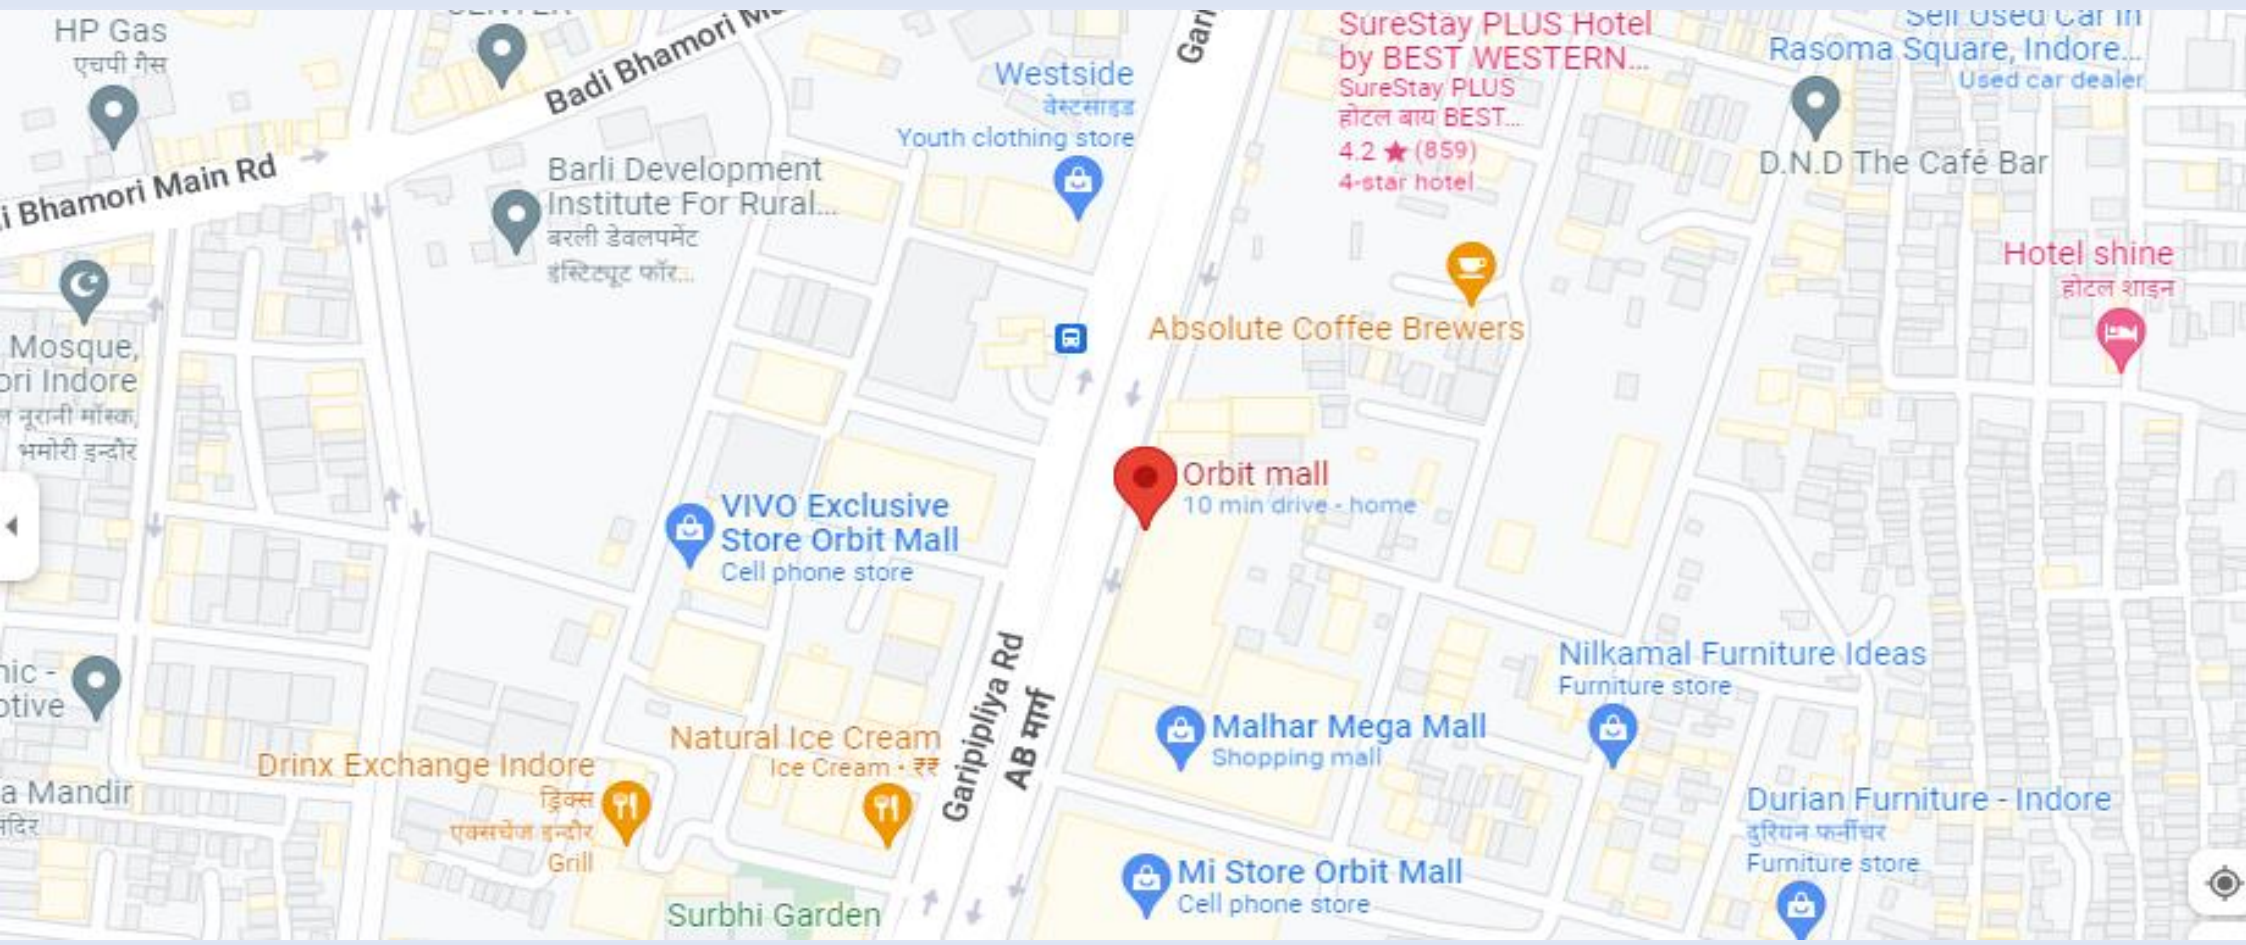 HP Gas
एचपी गैस
Badi Bhamori
Bhamori Main Rd
Barli Development
Institute For Rural...
बरली डेवलपमेंट
इंस्टिट्यूट फॉर...
Westside
वेस्टसाइड
Youth clothing store
SureStay PLUS Hotel
by BEST WESTERN...
SureStay PLUS
होटल बाय BEST...
4.2 ★ (859)
4-star hotel
Sell Used Car in
Rasoma Square, Indore...
Used car dealer
D.N.D The Café Bar
Hotel shine
होटल शाइन
Absolute Coffee Brewers
Mosque,
ori Indore
ल नूरानी मॉस्क,
भमोरी इन्दौर
Orbit mall
10 min drive - home
VIVO Exclusive
Store Orbit Mall
Cell phone store
Garipipliya Rd
AB मार्ग
Nilkamal Furniture Ideas
Furniture store
Malhar Mega Mall
Shopping mall
Natural Ice Cream
Ice Cream · ₹₹
Drinx Exchange Indore
ड्रिंक्स
एक्सचेंज इन्दौर
Grill
nic -
otive
a Mandir
Durian Furniture - Indore
दुरियन फर्नीचर
Furniture store
Mi Store Orbit Mall
Cell phone store
Surbhi Garden